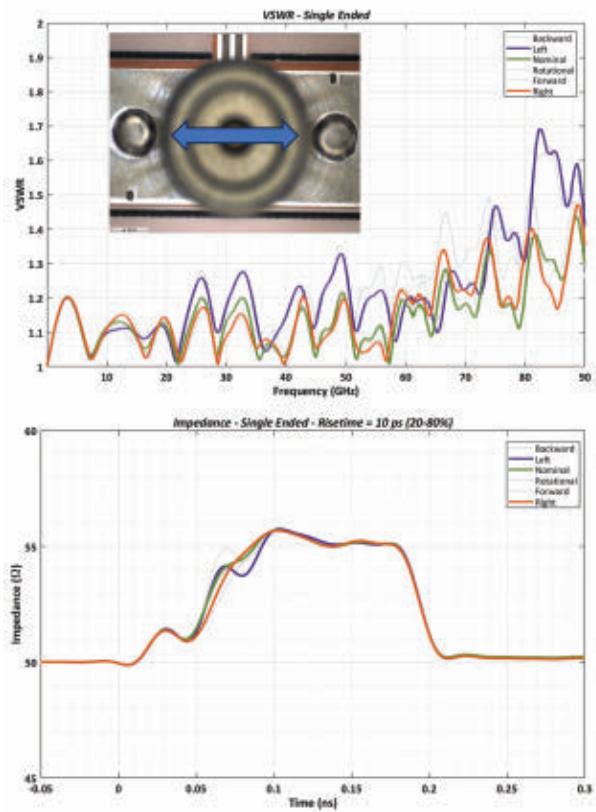 VSWR - Single Ended
2
1.9
1.8
1.7
1.6
1.5
1.4
1.3
1.2
1.1
1
VSWR
Backward
Left
Nominal
Rotational
Forward
Right
0 10 20 30 40 50 60 70 80 90
Frequency (GHz)
Impedance - Single Ended - Risetime = 10 ps (20-80%)
60
55
50
45
Impedance (Ω)
Backward
Left
Nominal
Rotational
Forward
Right
-0.05 0 0.05 0.1 0.15 0.2 0.25 0.3
Time (ns)